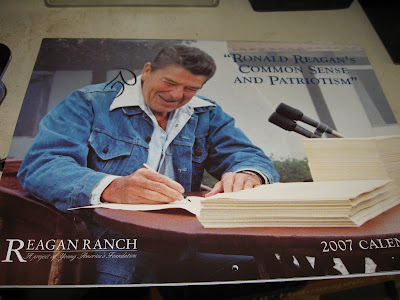 "RONALD REAGAN'S
COMMON SENSE
AND PATRIOTISM"
REAGAN RANCH
A project of Young America's Foundation
2007 CALEN